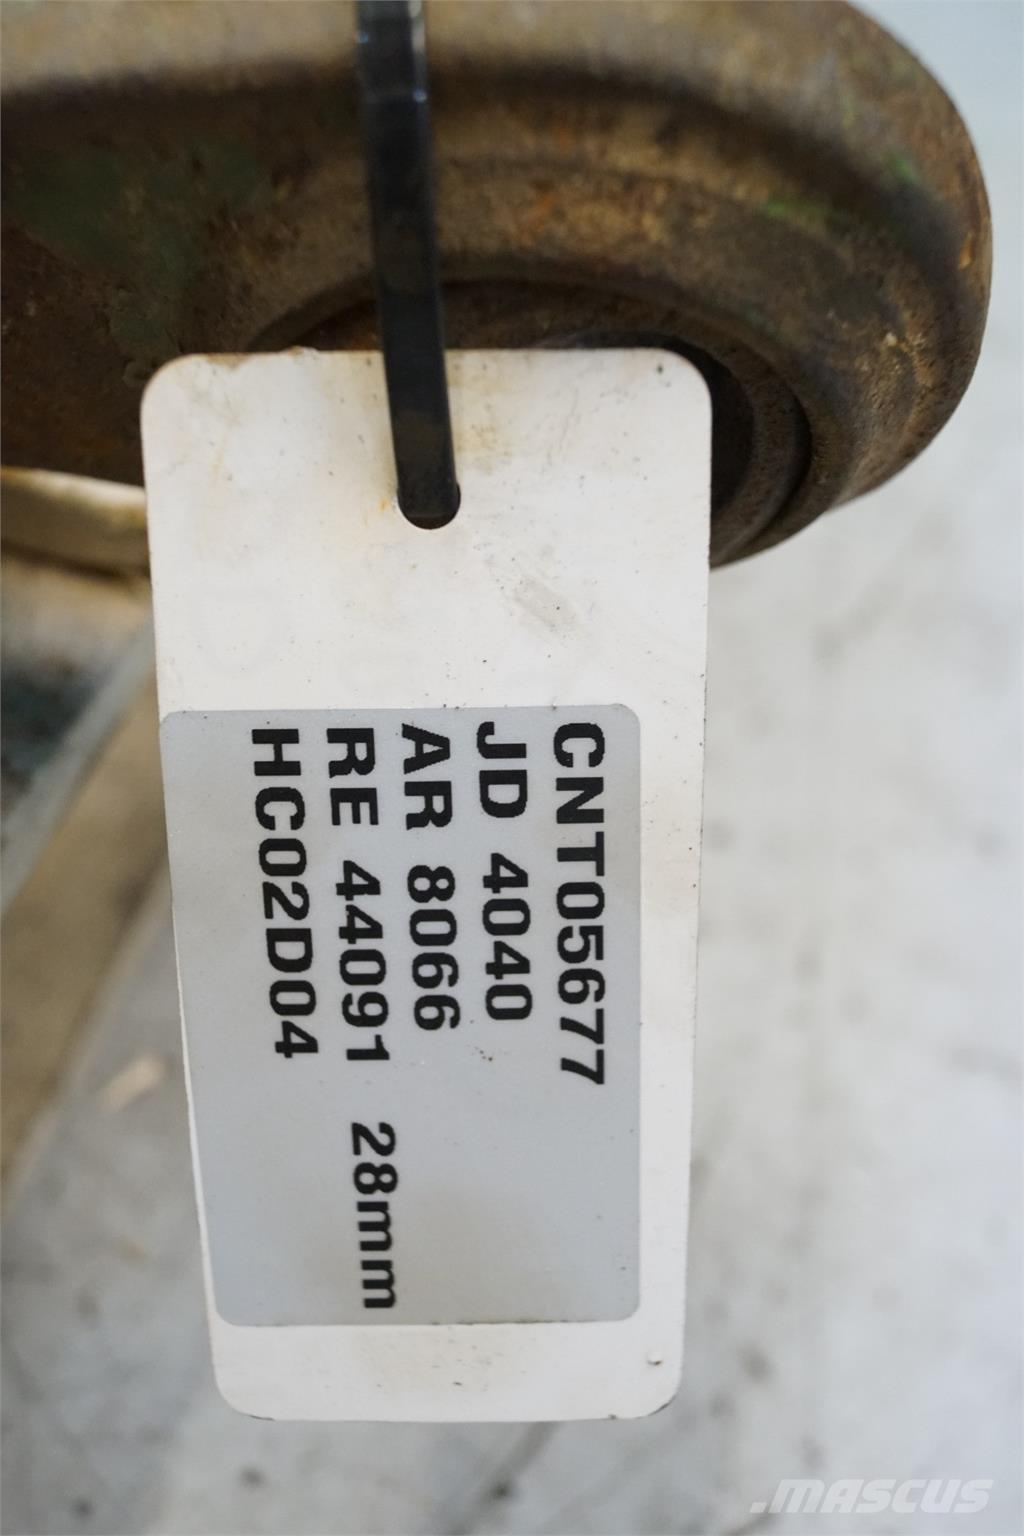 CNT05677
JD 4040
AR 8066
RE 44091 28mm
HC02D04
.MASCUS